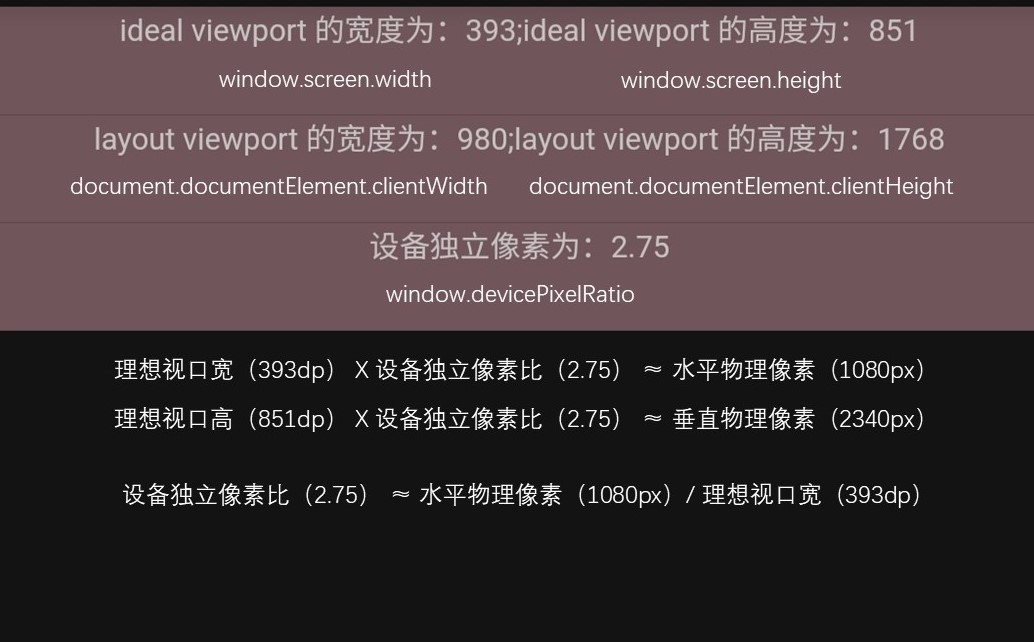 ideal viewport 的宽度为：393;ideal viewport 的高度为：851
window.screen.width window.screen.height
layout viewport 的宽度为：980;layout viewport 的高度为：1768
document.documentElement.clientWidth document.documentElement.clientHeight
设备独立像素为：2.75
window.devicePixelRatio
理想视口宽（393dp） X 设备独立像素比（2.75） ≈ 水平物理像素（1080px）
理想视口高（851dp） X 设备独立像素比（2.75） ≈ 垂直物理像素（2340px）
设备独立像素比（2.75） ≈ 水平物理像素（1080px）/ 理想视口宽（393dp）